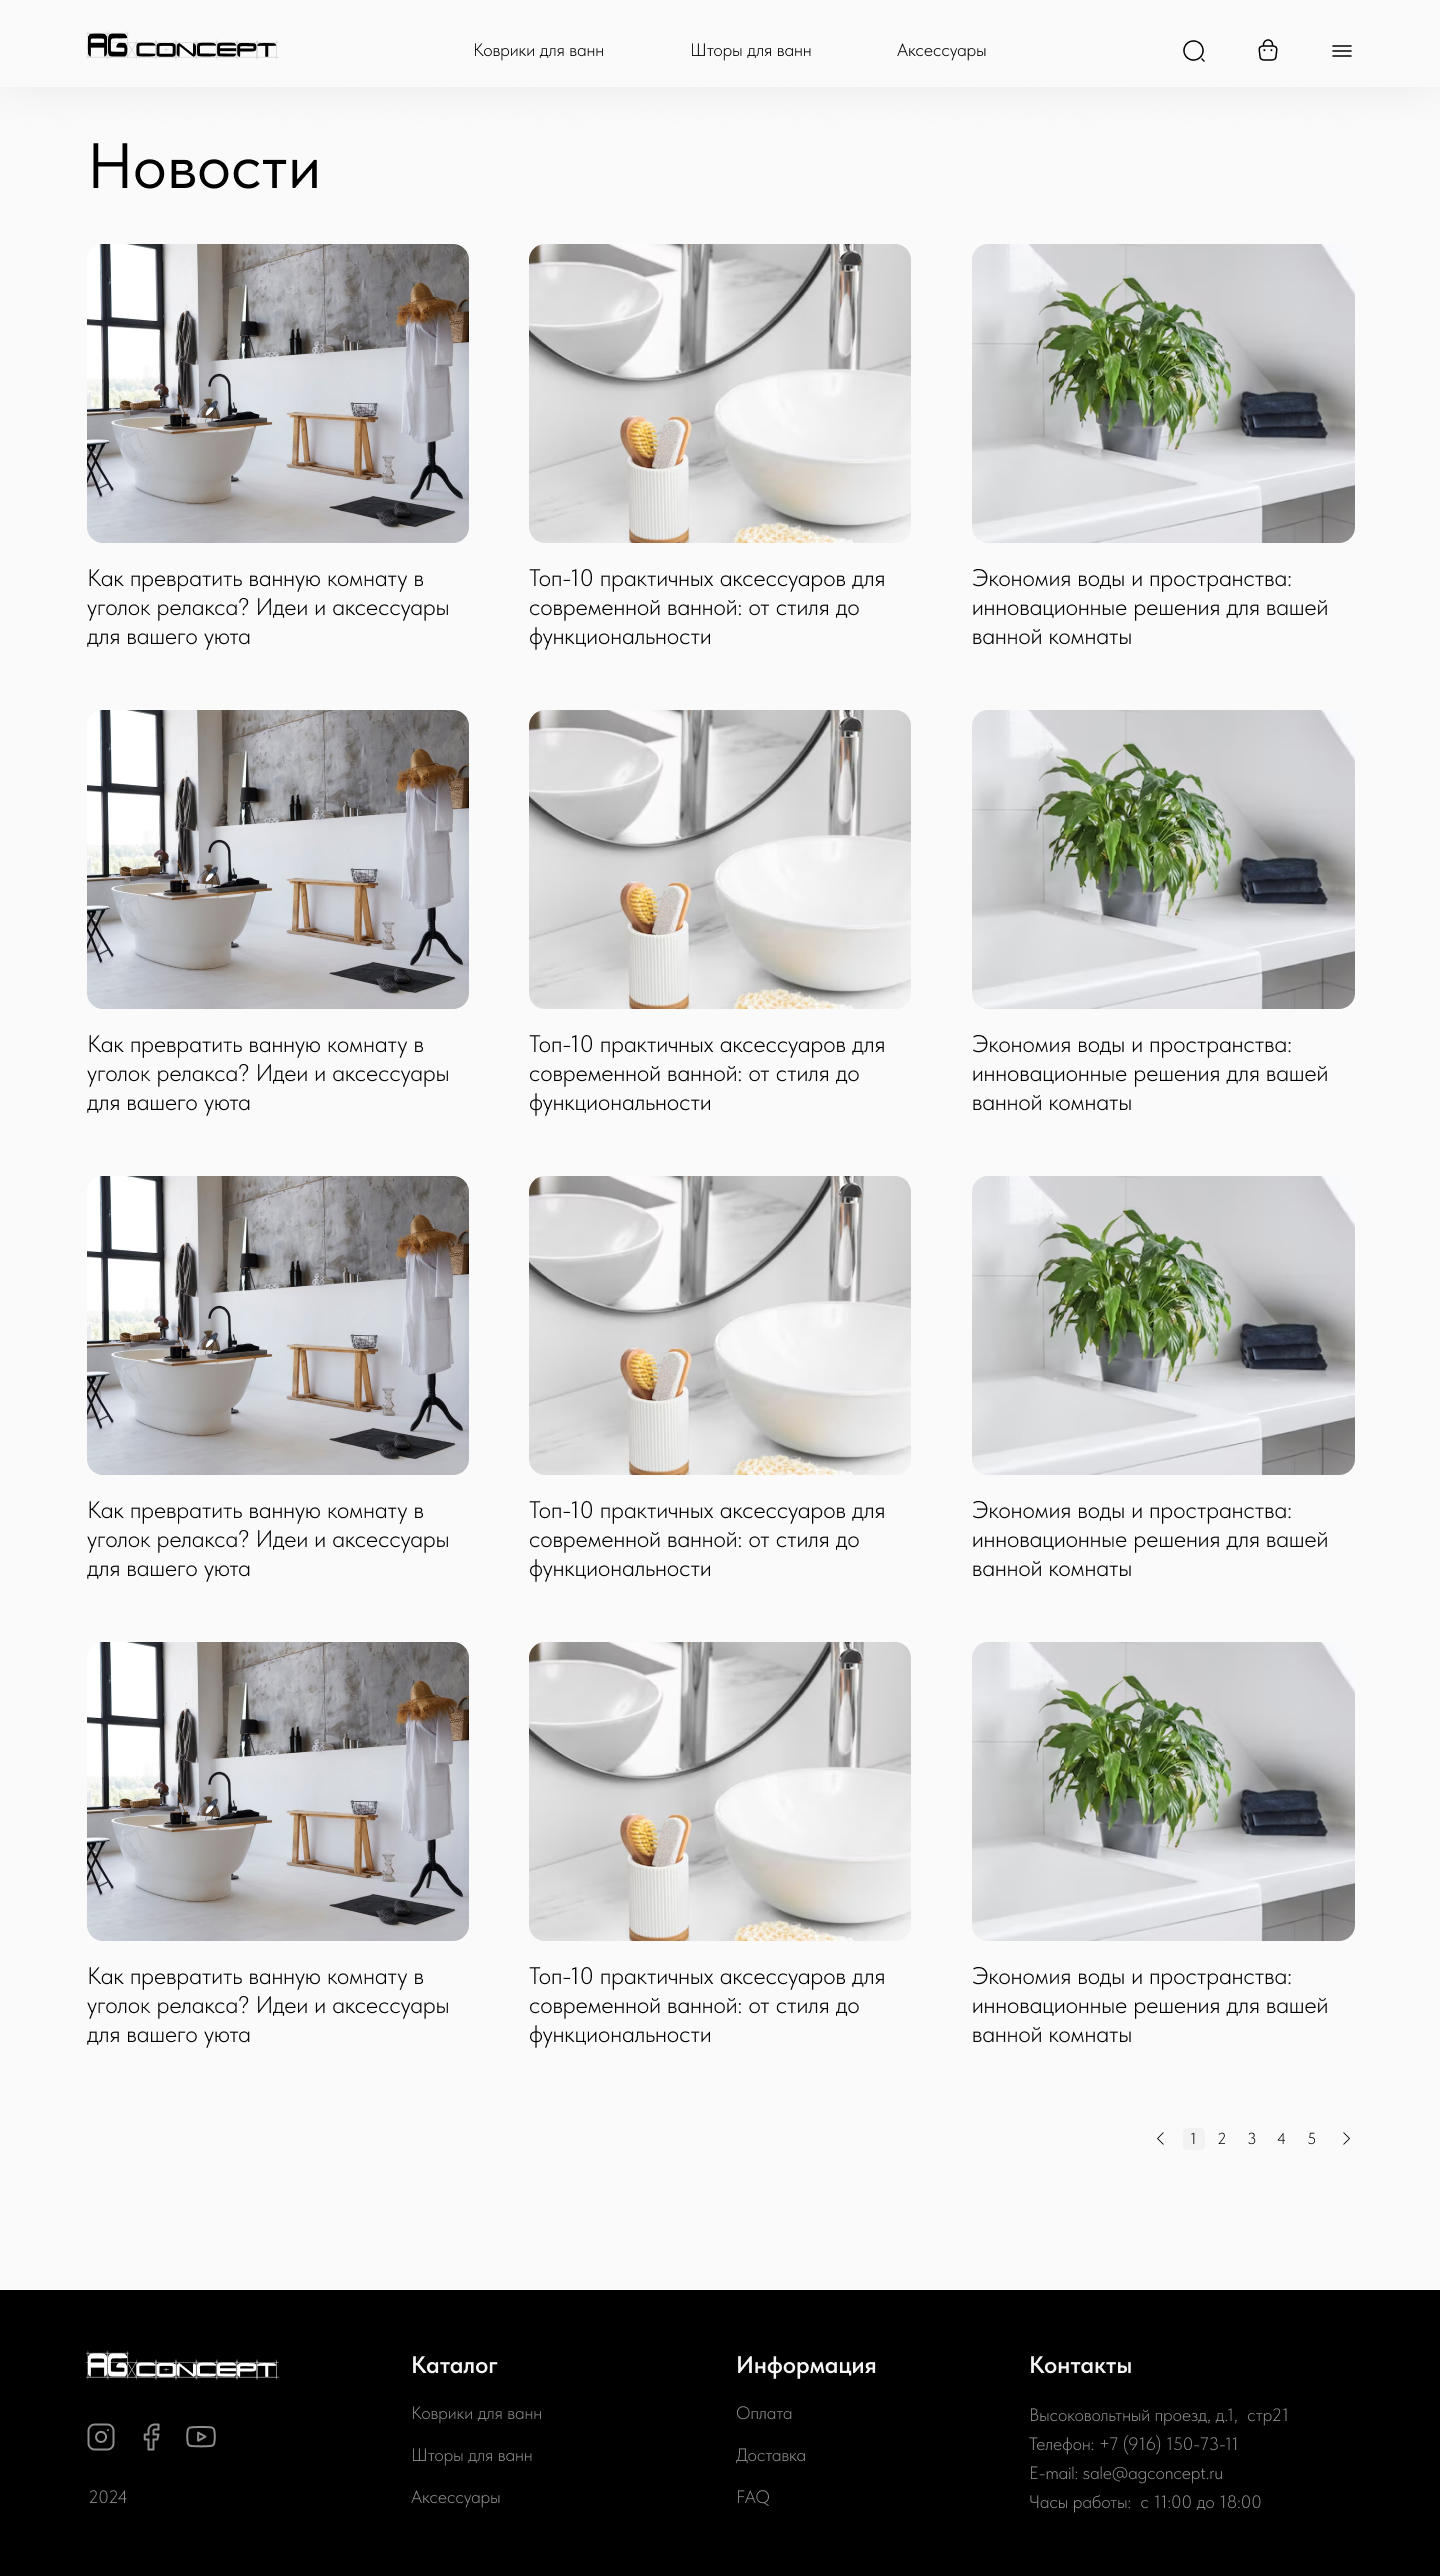 AG CONCEPT
Коврики для ванн
Шторы для ванн
Аксессуары
Новости
Как превратить ванную комнату в
уголок релакса? Идеи и аксессуары
для вашего уюта
Топ-10 практичных аксессуаров для
современной ванной: от стиля до
функциональности
Экономия воды и пространства:
инновационные решения для вашей
ванной комнаты
Как превратить ванную комнату в
уголок релакса? Идеи и аксессуары
для вашего уюта
Топ-10 практичных аксессуаров для
современной ванной: от стиля до
функциональности
Экономия воды и пространства:
инновационные решения для вашей
ванной комнаты
Как превратить ванную комнату в
уголок релакса? Идеи и аксессуары
для вашего уюта
Топ-10 практичных аксессуаров для
современной ванной: от стиля до
функциональности
Экономия воды и пространства:
инновационные решения для вашей
ванной комнаты
Как превратить ванную комнату в
уголок релакса? Идеи и аксессуары
для вашего уюта
Топ-10 практичных аксессуаров для
современной ванной: от стиля до
функциональности
Экономия воды и пространства:
инновационные решения для вашей
ванной комнаты
1 2 3 4 5
AG CONCEPT
2024
Каталог
Коврики для ванн
Шторы для ванн
Аксессуары
Информация
Оплата
Доставка
FAQ
Контакты
Высоковольтный проезд, д.1, стр21
Телефон: +7 (916) 150-73-11
E-mail: sale@agconcept.ru
Часы работы: с 11:00 до 18:00